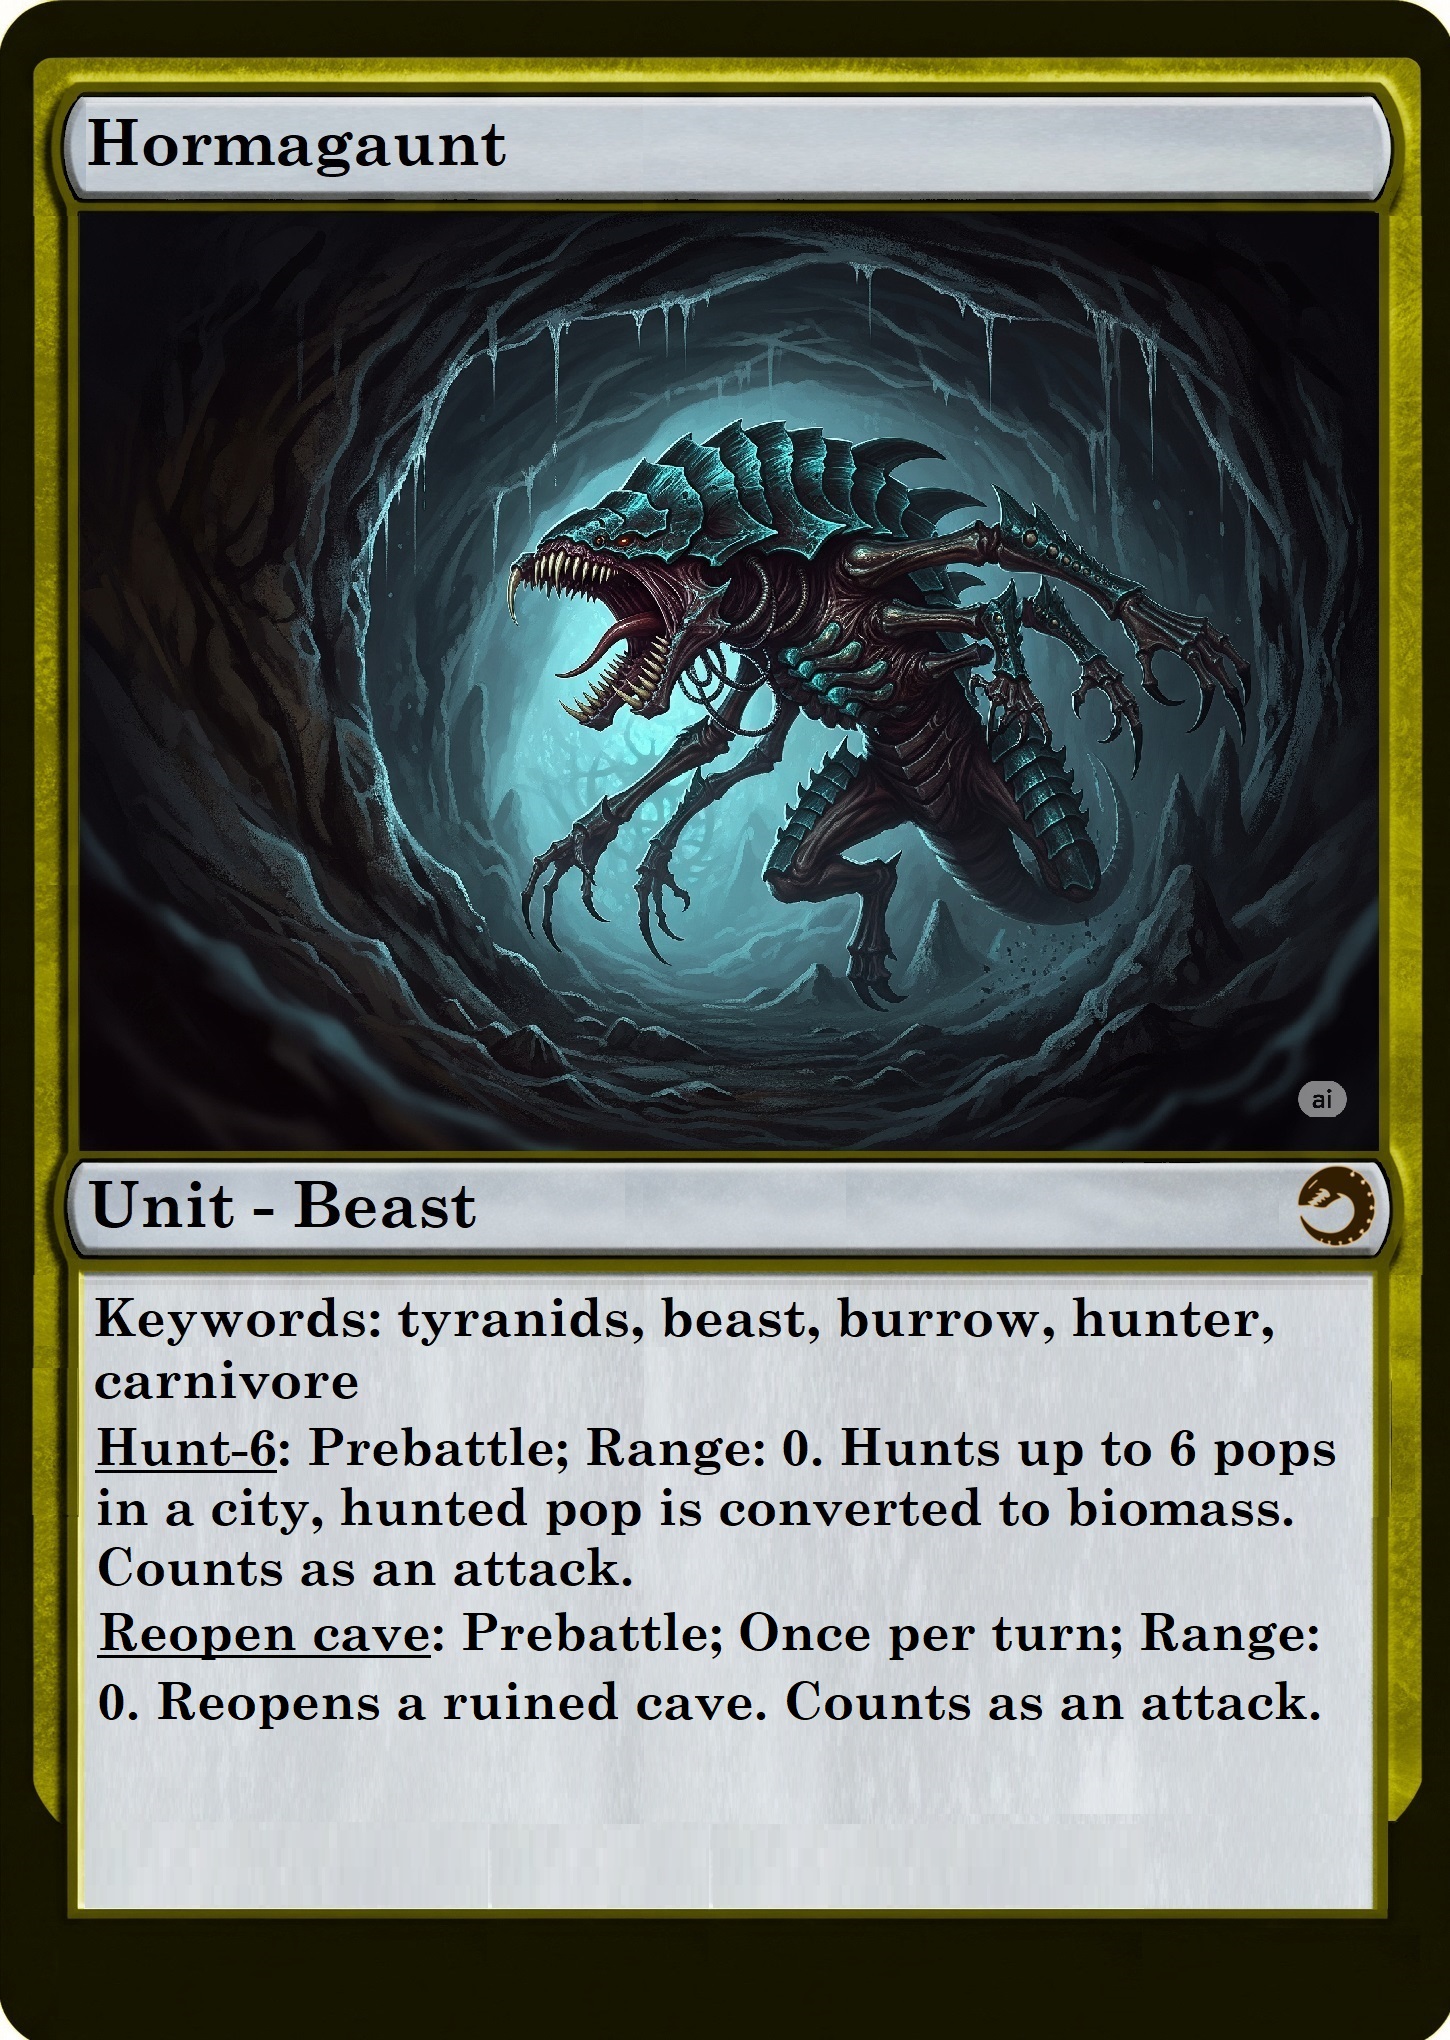 Hormagaunt
ai
Unit - Beast
Keywords: tyranids, beast, burrow, hunter,
carnivore
Hunt-6: Prebattle; Range: 0. Hunts up to 6 pops
in a city, hunted pop is converted to biomass.
Counts as an attack.
Reopen cave: Prebattle; Once per turn; Range:
0. Reopens a ruined cave. Counts as an attack.